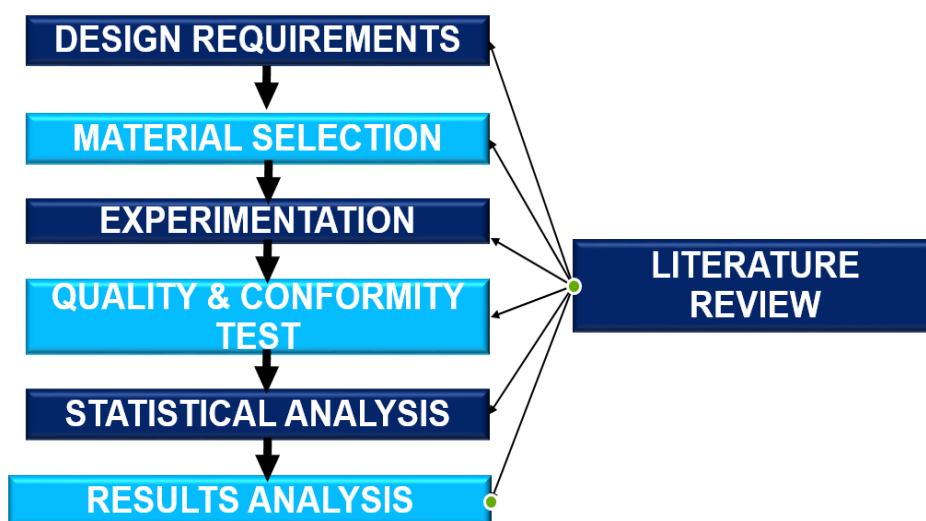 DESIGN REQUIREMENTS
MATERIAL SELECTION
EXPERIMENTATION
QUALITY & CONFORMITY
TEST
STATISTICAL ANALYSIS
RESULTS ANALYSIS
LITERATURE
REVIEW